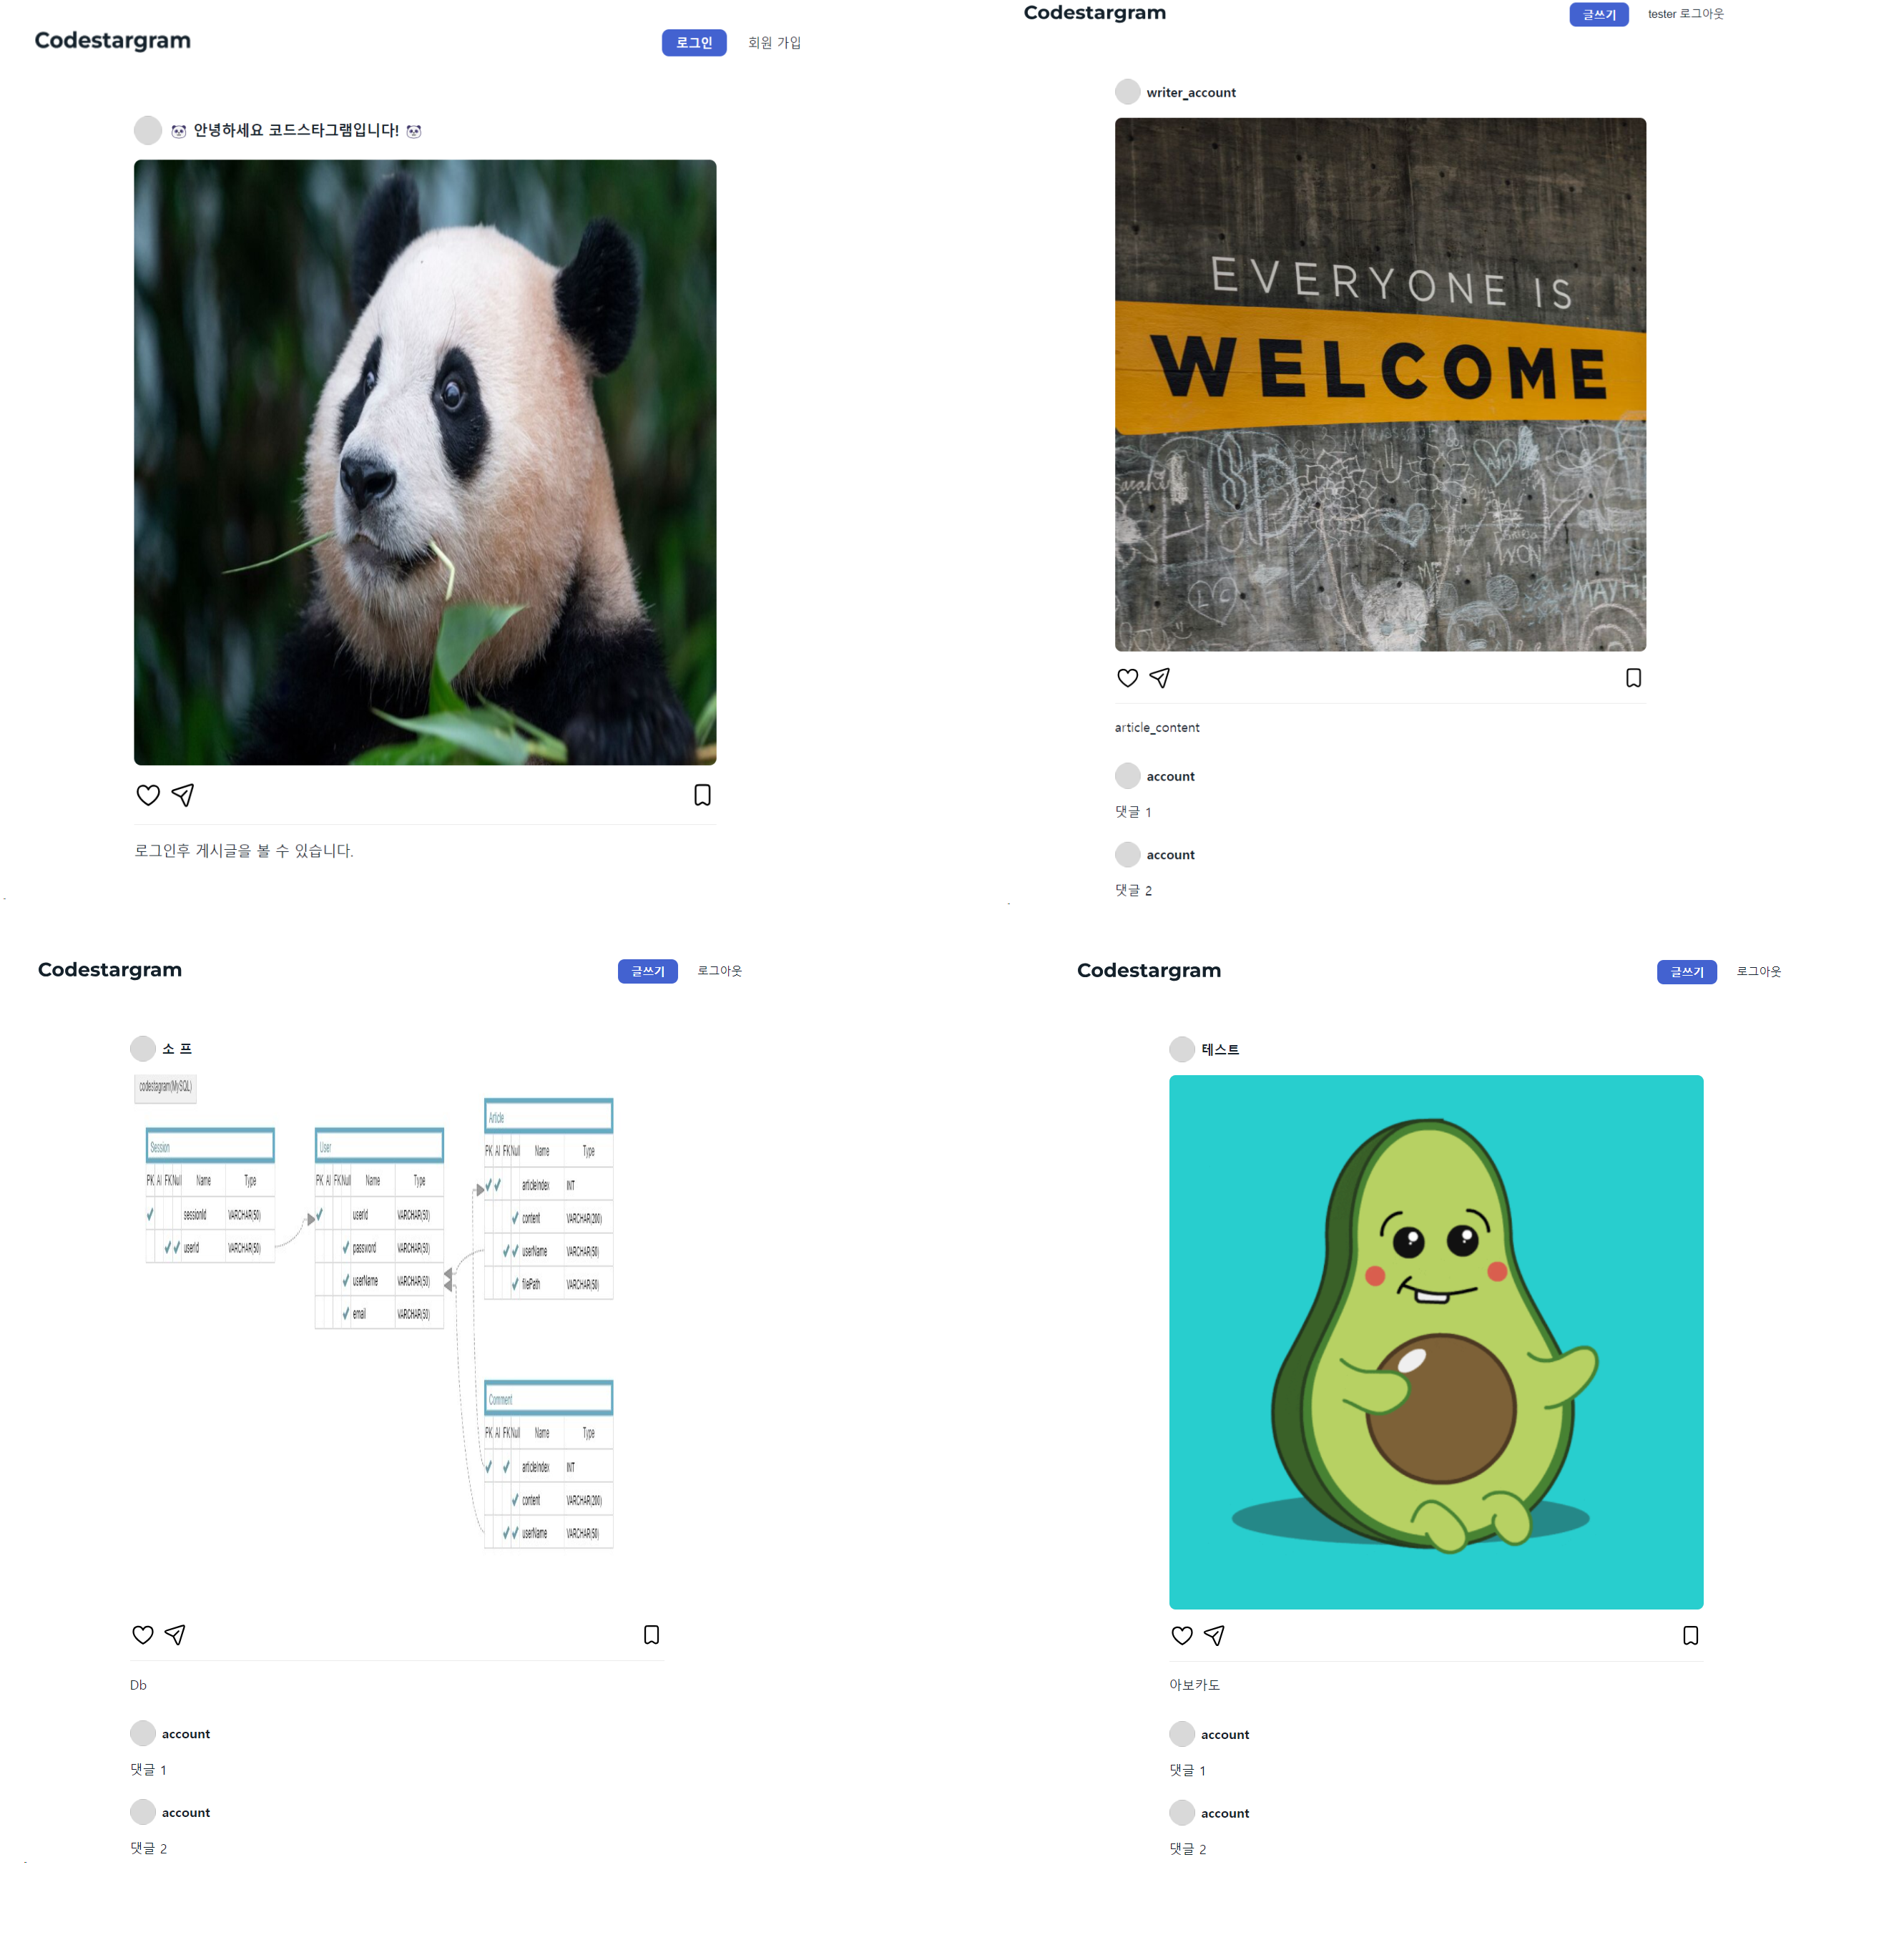 Codestargram
로그인 회원 가입
🐼 안녕하세요 코드스타그램입니다! 🐼
로그인후 게시글을 볼 수 있습니다.
Codestargram
글쓰기 tester 로그아웃
writer_account
EVERYONE IS
WELCOME
WON
MAYHE
L C
article_content
account
댓글 1
account
댓글 2
Codestargram
글쓰기 로그아웃
소 프
codestagram(MySQL)
Session
PK AI FK Null Name Type
sessionId VARCHAR(50)
userId VARCHAR(50)
User
PK AI FK Null Name Type
userId VARCHAR(50)
password VARCHAR(50)
userName VARCHAR(50)
email VARCHAR(50)
Article
PK AI FK Null Name Type
articleIndex INT
content VARCHAR(200)
userName VARCHAR(50)
filePath VARCHAR(50)
Comment
PK AI FK Null Name Type
articleIndex INT
content VARCHAR(200)
userName VARCHAR(50)
Db
account
댓글 1
account
댓글 2
Codestargram
글쓰기 로그아웃
테스트
아보카도
account
댓글 1
account
댓글 2